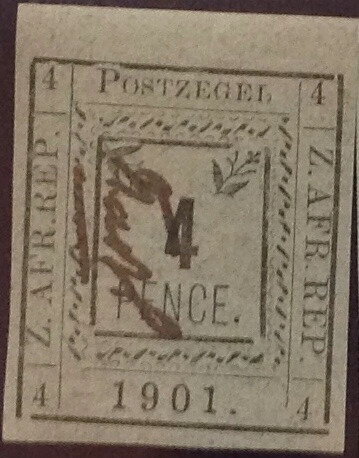 4 POSTZEGEL 4
Z. AFR. REP.
4
PENCE.
Z. AFR. REP.
4 1901. 4